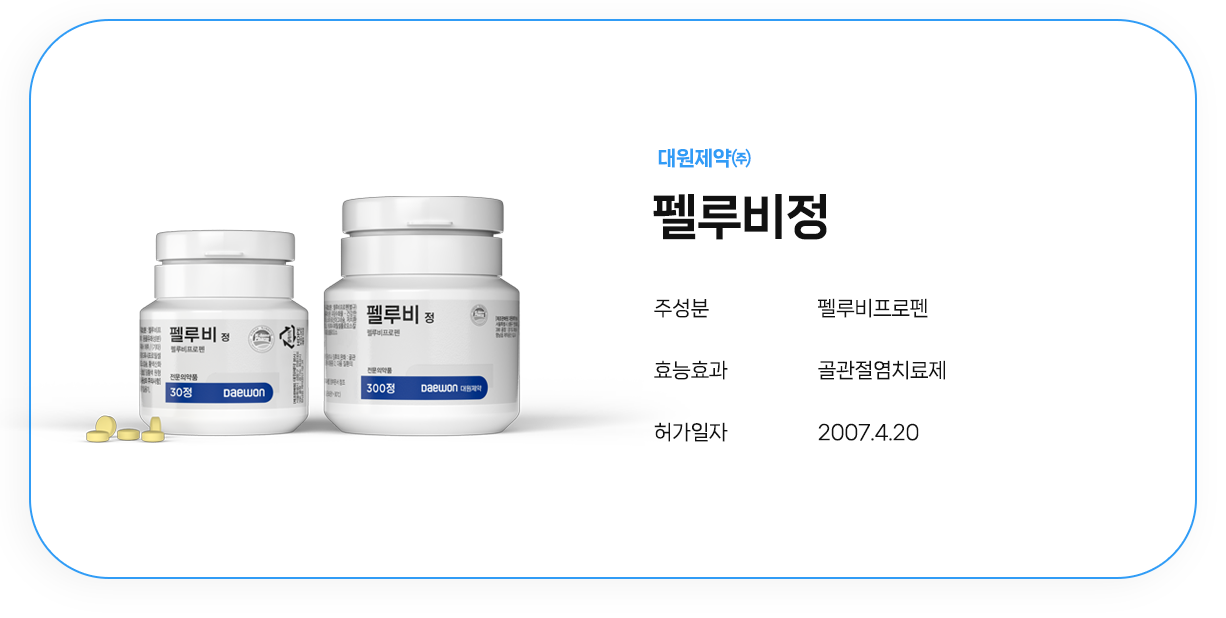 대원제약㈜
펠루비정
주성분 펠루비프로펜
효능효과 골관절염치료제
허가일자 2007.4.20
펠루비 정
펠루비프로펜
전문의약품
30정 Daewon
펠루비 정
펠루비프로펜
전문의약품
300정 Daewon 대원제약